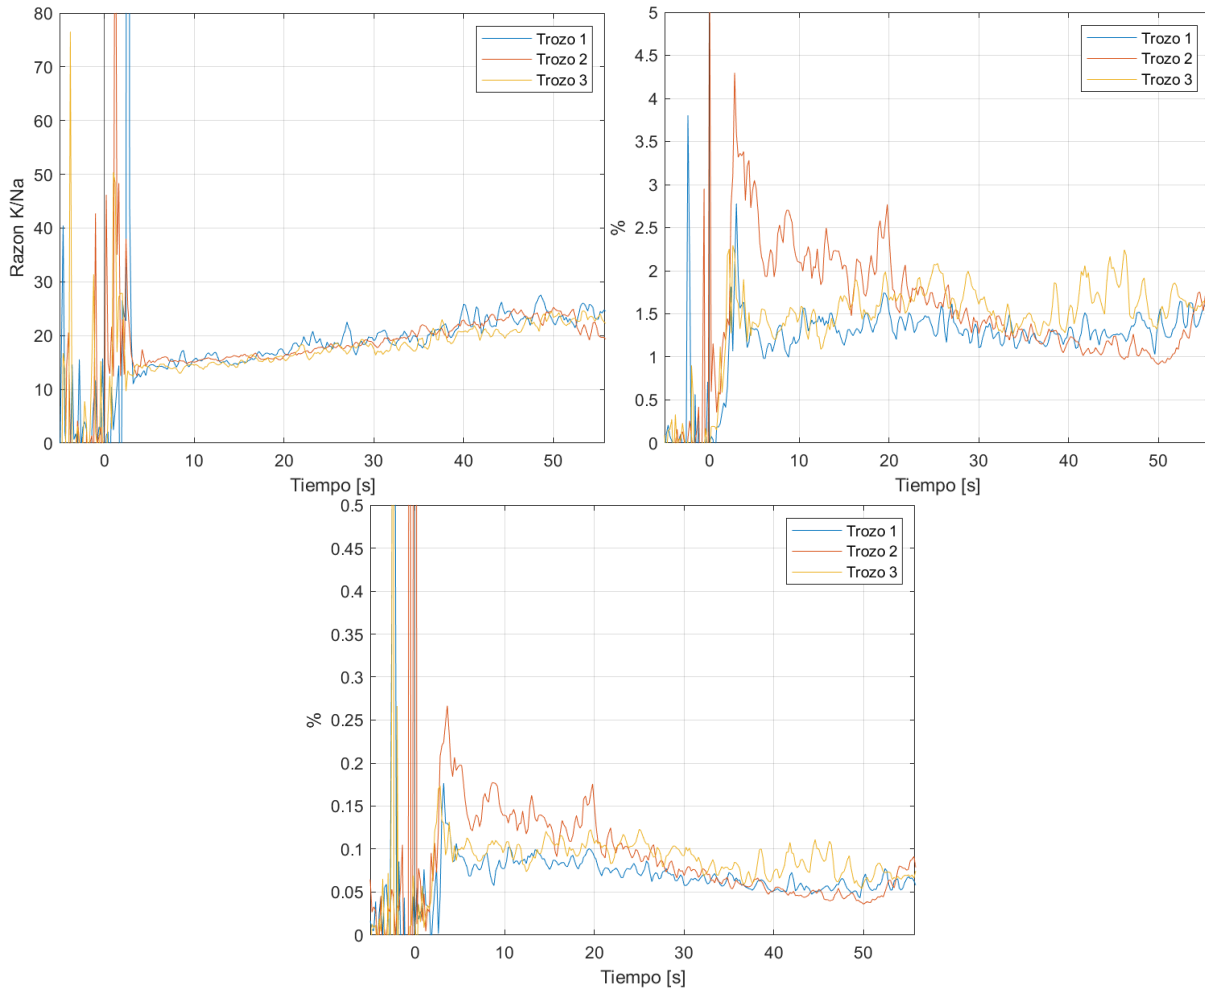 80
70
60
50
40
30
20
10
0
Razon K/Na
0 10 20 30 40 50
Tiempo [s]
Trozo 1
Trozo 2
Trozo 3
5
4.5
4
3.5
3
2.5
2
1.5
1
0.5
0
%
0 10 20 30 40 50
Tiempo [s]
Trozo 1
Trozo 2
Trozo 3
0.5
0.45
0.4
0.35
0.3
0.25
0.2
0.15
0.1
0.05
0
%
0 10 20 30 40 50
Tiempo [s]
Trozo 1
Trozo 2
Trozo 3